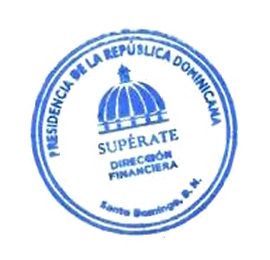 PRESIDENCIA DE LA REPÚBLICA DOMINICANA
SUPÉRATE
DIRECCIÓN
FINANCIERA
Santo Domingo, D. N.